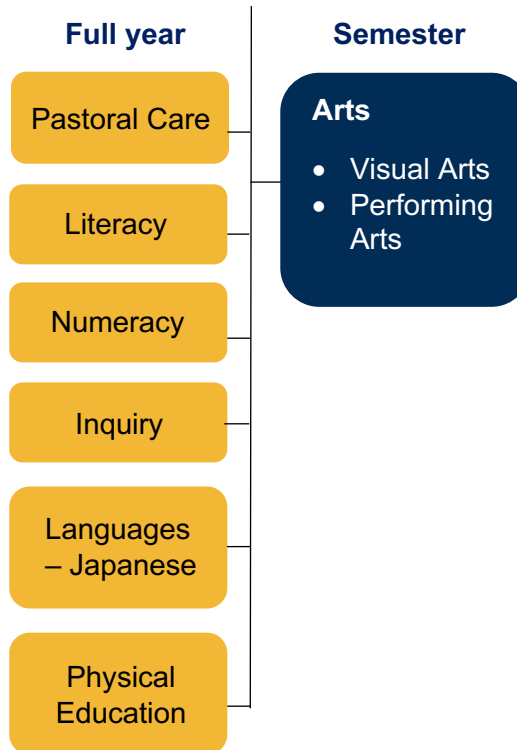 Full year
Pastoral Care
Literacy
Numeracy
Inquiry
Languages
– Japanese
Physical
Education
Semester
Arts
• Visual Arts
• Performing
Arts